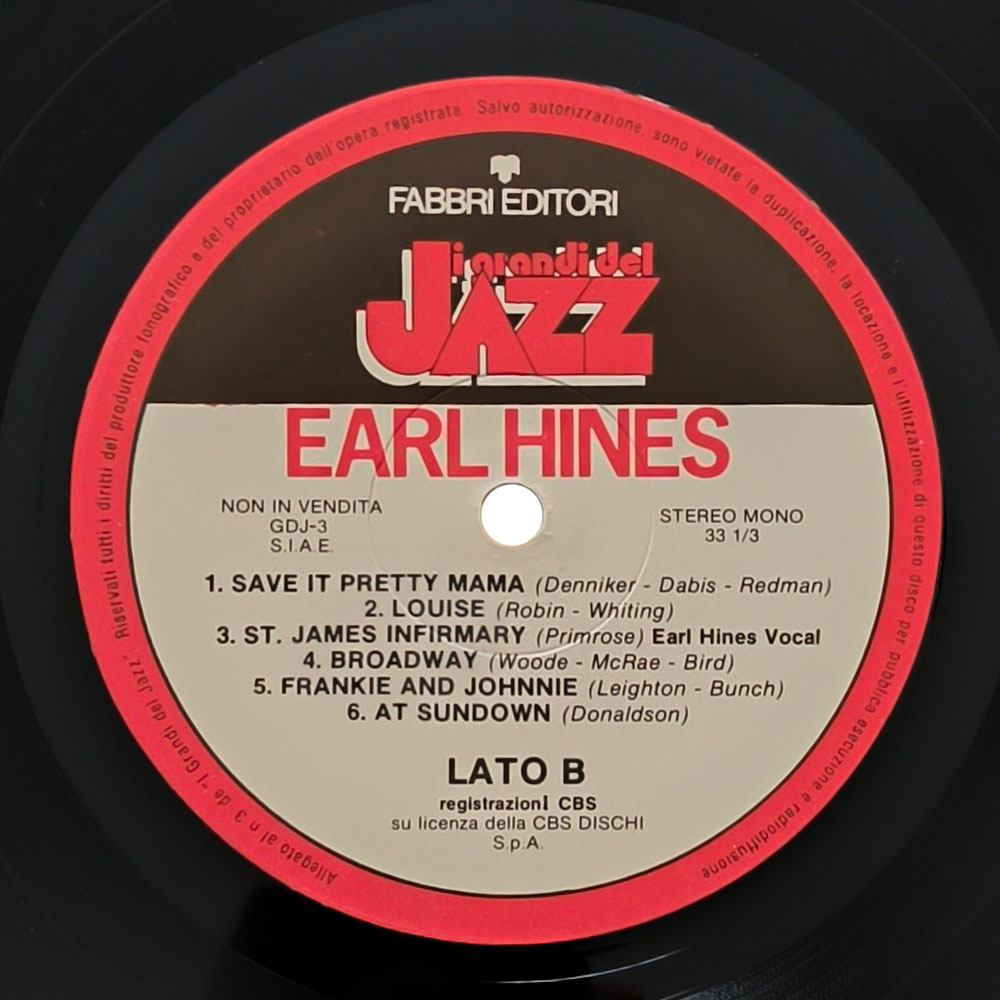 Allegato al n.3 de "I Grandi del Jazz" Riservati tutti i diritti del produttore fonografico e del proprietario dell'opera registrata. Salvo autorizzazione, sono vietate la duplicazione, la locazione e l'utilizzazione di questo disco per pubblica esecuzione e radiodiffusione
FABBRI EDITORI
i grandi del
JAZZ
EARL HINES
NON IN VENDITA
GDJ-3
S.I.A.E.
STEREO MONO
33 1/3
1. SAVE IT PRETTY MAMA (Denniker - Dabis - Redman)
2. LOUISE (Robin - Whiting)
3. ST. JAMES INFIRMARY (Primrose) Earl Hines Vocal
4. BROADWAY (Woode - McRae - Bird)
5. FRANKIE AND JOHNNIE (Leighton - Bunch)
6. AT SUNDOWN (Donaldson)
LATO B
registrazioni CBS
su licenza della CBS DISCHI
S.p.A.